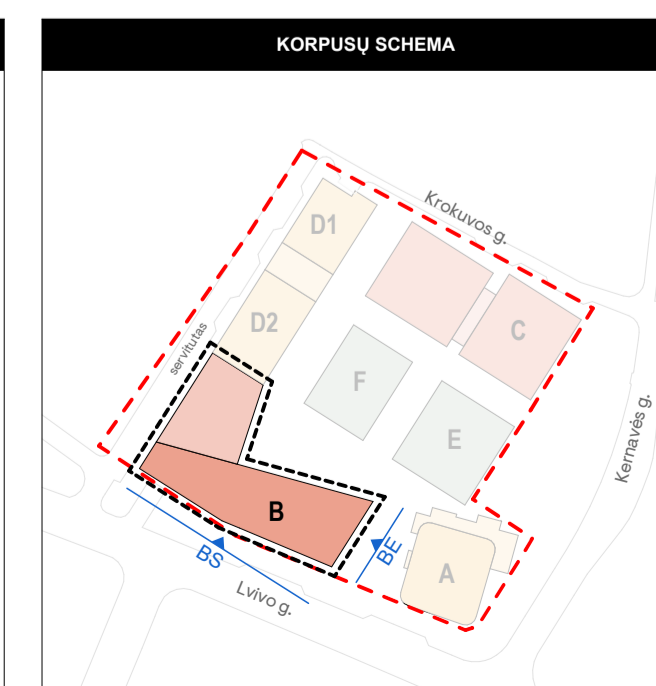 KORPUSŲ SCHEMA
Krokuvos g.
D1
D2
C
servitutas
F
E
Kernavės g.
B
BS
BE
A
Lvivo g.